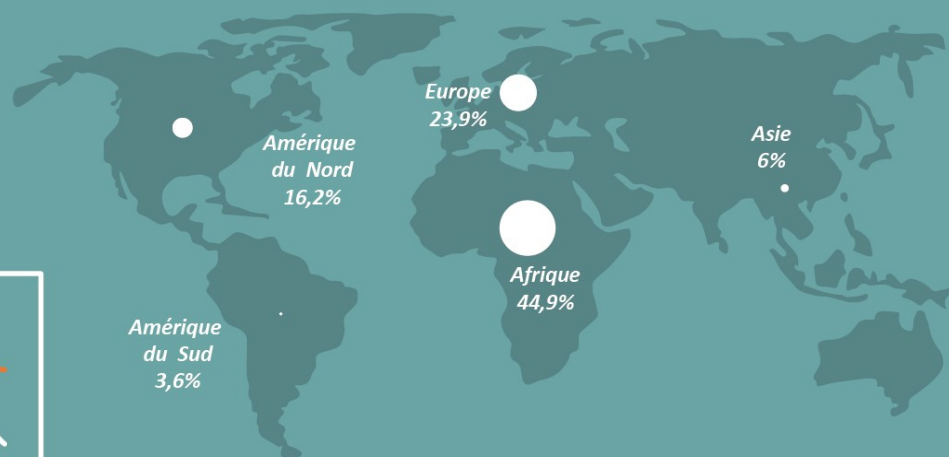 Europe
23,9%
Amérique
du Nord
16,2%
Asie
6%
Afrique
44,9%
Amérique
du Sud
3,6%